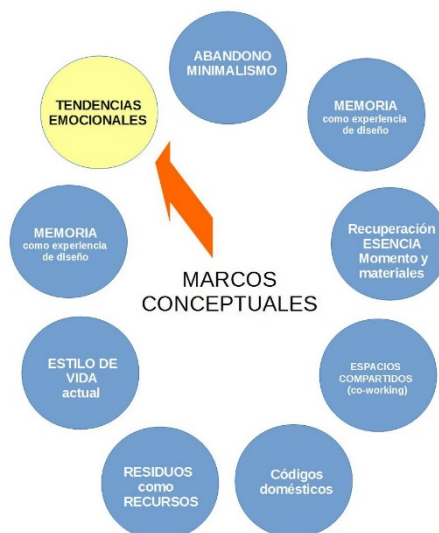 ABANDONO
MINIMALISMO
TENDENCIAS
EMOCIONALES
MEMORIA
como experiencia
de diseño
Recuperación
ESENCIA
Momento y
materiales
ESPACIOS
COMPARTIDOS
(co-working)
Códigos
domésticos
RESIDUOS
como
RECURSOS
ESTILO DE
VIDA
actual
MEMORIA
como experiencia
de diseño
MARCOS
CONCEPTUALES